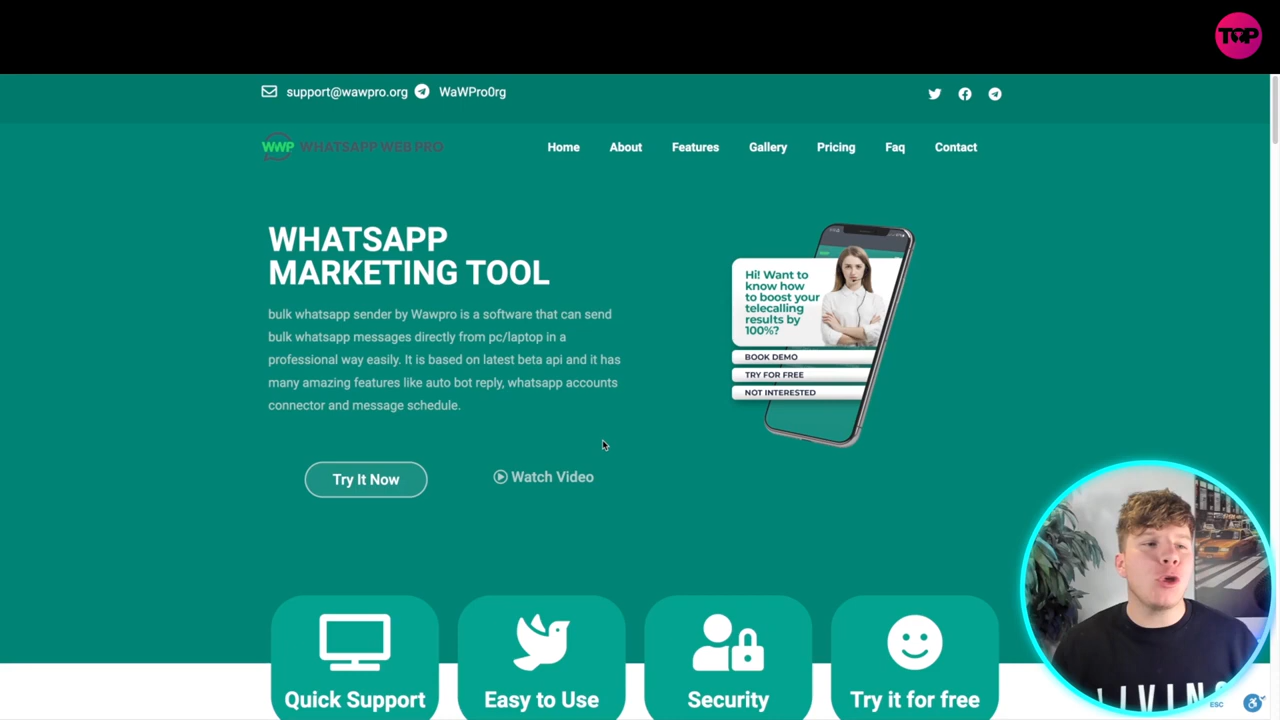 TOP
support@wawpro.org
WaWPro0rg
WWP WHATSAPP WEB PRO
Home
About
Features
Gallery
Pricing
Faq
Contact
WHATSAPP
MARKETING TOOL
bulk whatsapp sender by Wawpro is a software that can send
bulk whatsapp messages directly from pc/laptop in a
professional way easily. It is based on latest beta api and it has
many amazing features like auto bot reply, whatsapp accounts
connector and message schedule.
Try It Now
Watch Video
Hi! Want to
know how
to boost your
telecalling
results by
100%?
BOOK DEMO
TRY FOR FREE
NOT INTERESTED
Quick Support
Easy to Use
Security
Try it for free
ESC